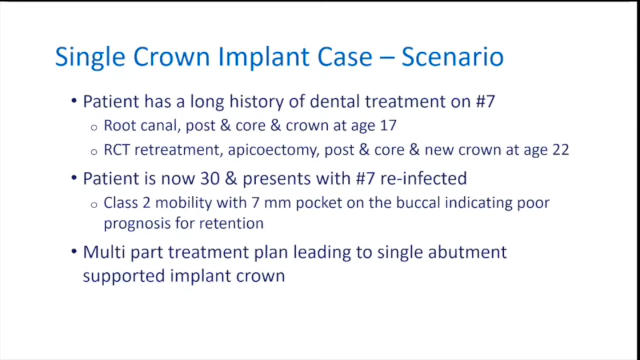 Single Crown Implant Case – Scenario
• Patient has a long history of dental treatment on #7
o Root canal, post & core & crown at age 17
o RCT retreatment, apicoectomy, post & core & new crown at age 22
• Patient is now 30 & presents with #7 re-infected
o Class 2 mobility with 7 mm pocket on the buccal indicating poor
prognosis for retention
• Multi part treatment plan leading to single abutment
supported implant crown